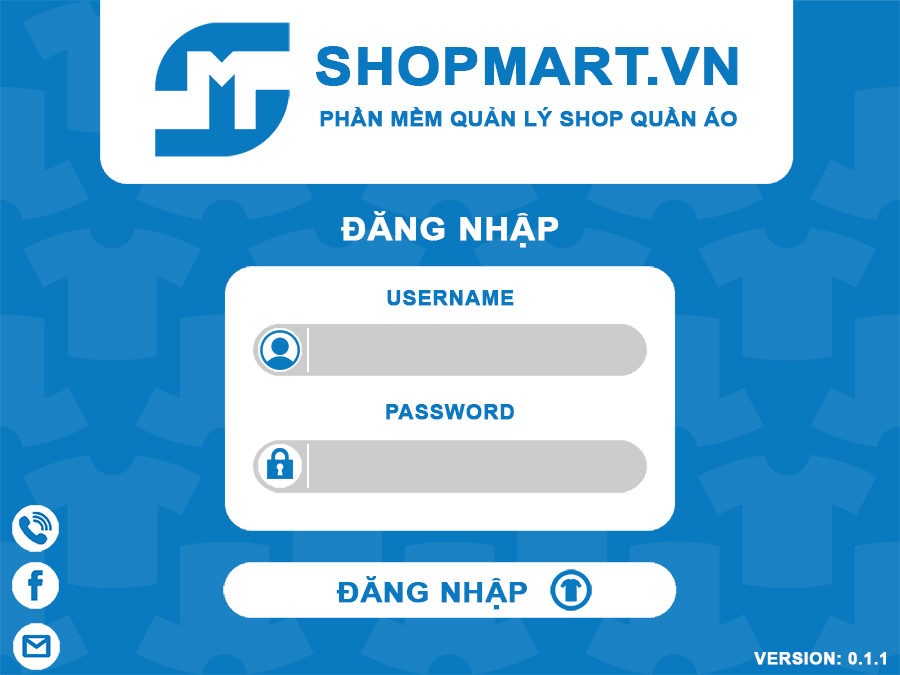 SHOPMART.VN
PHẦN MỀM QUẢN LÝ SHOP QUẦN ÁO
ĐĂNG NHẬP
USERNAME
PASSWORD
ĐĂNG NHẬP
VERSION: 0.1.1